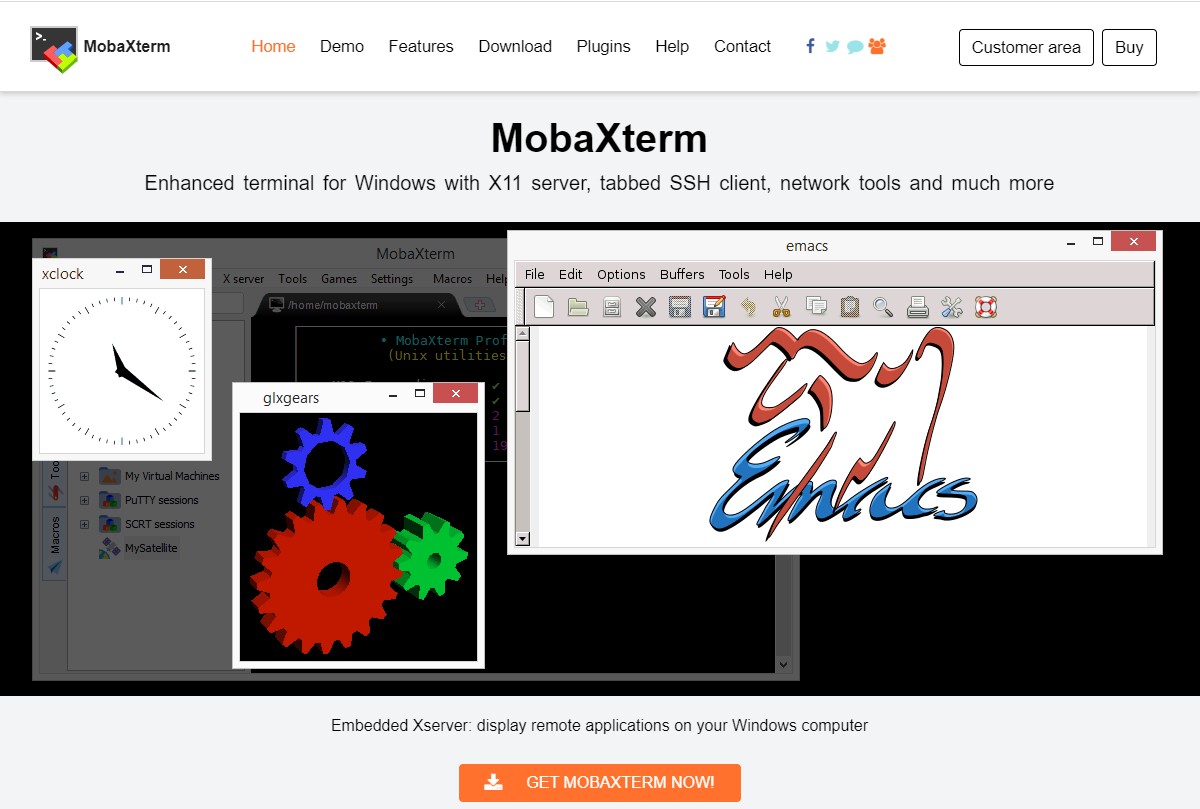 >_ MobaXterm Home Demo Features Download Plugins Help Contact Customer area Buy
MobaXterm
Enhanced terminal for Windows with X11 server, tabbed SSH client, network tools and much more
MobaXterm
X server Tools Games Settings Macros Help
/home/mobaxterm
• MobaXterm Prof
(Unix utilities
2
1
19
My Virtual Machines
PuTTY sessions
SCRT sessions
MySatellite
Macros
xclock
glxgears
emacs
File Edit Options Buffers Tools Help
Emacs
Embedded Xserver: display remote applications on your Windows computer
GET MOBAXTERM NOW!